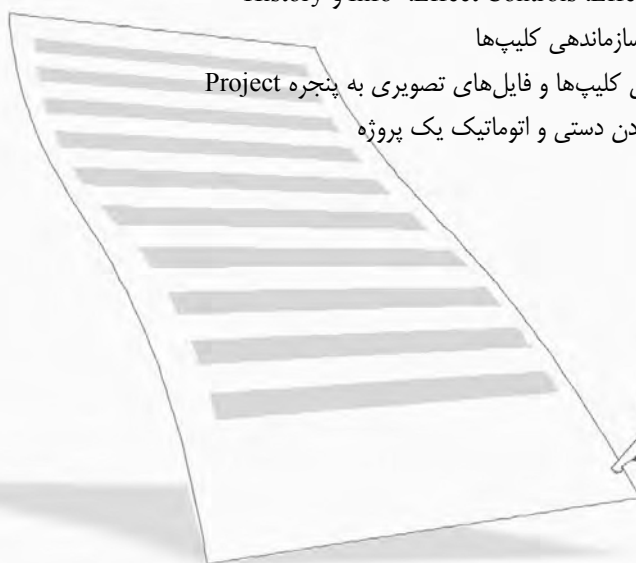 History و Info ،Effect Controls
سازماندهی کلیپ‌ها
کلیپ‌ها و فایل‌های تصویری به پنجره Project
دستی و اتوماتیک یک پروژه